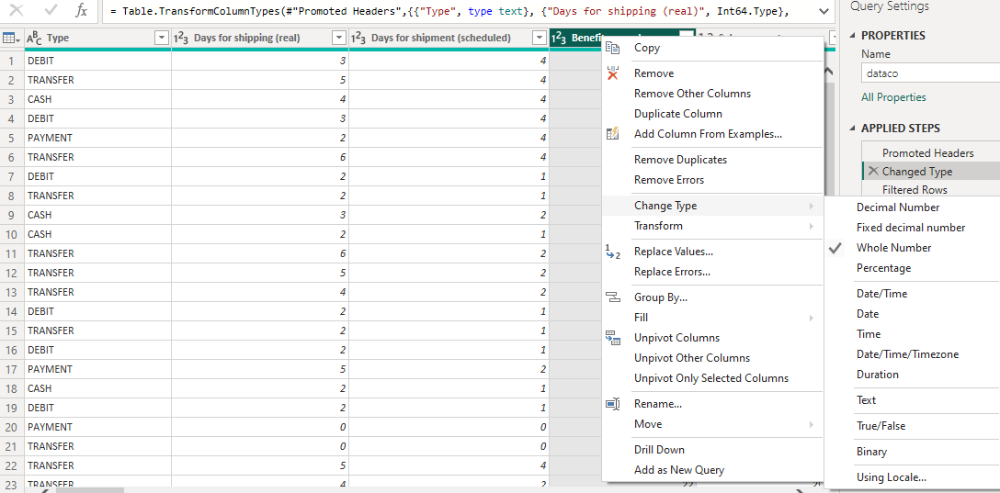 fx = Table.TransformColumnTypes(#"Promoted Headers",{{"Type", type text}, {"Days for shipping (real)", Int64.Type},
Query Settings
PROPERTIES
Name
dataco
All Properties
APPLIED STEPS
Promoted Headers
Changed Type
Filtered Rows
ABC Type 123 Days for shipping (real) 123 Days for shipment (scheduled) 123
1 DEBIT 3 4
2 TRANSFER 5 4
3 CASH 4 4
4 DEBIT 3 4
5 PAYMENT 2 4
6 TRANSFER 6 4
7 DEBIT 2 1
8 TRANSFER 2 1
9 CASH 3 2
10 CASH 2 1
11 TRANSFER 6 2
12 TRANSFER 5 2
13 TRANSFER 4 2
14 DEBIT 2 1
15 TRANSFER 2 1
16 DEBIT 2 1
17 PAYMENT 5 2
18 CASH 2 1
19 DEBIT 2 1
20 PAYMENT 0 0
21 TRANSFER 0 0
22 TRANSFER 5 4
23 TRANSFER 4 2
Copy
Remove
Remove Other Columns
Duplicate Column
Add Column From Examples...
Remove Duplicates
Remove Errors
Change Type
Transform
Replace Values...
Replace Errors...
Group By...
Fill
Unpivot Columns
Unpivot Other Columns
Unpivot Only Selected Columns
Rename...
Move
Drill Down
Add as New Query
Decimal Number
Fixed decimal number
Whole Number
Percentage
Date/Time
Date
Time
Date/Time/Timezone
Duration
Text
True/False
Binary
Using Locale...